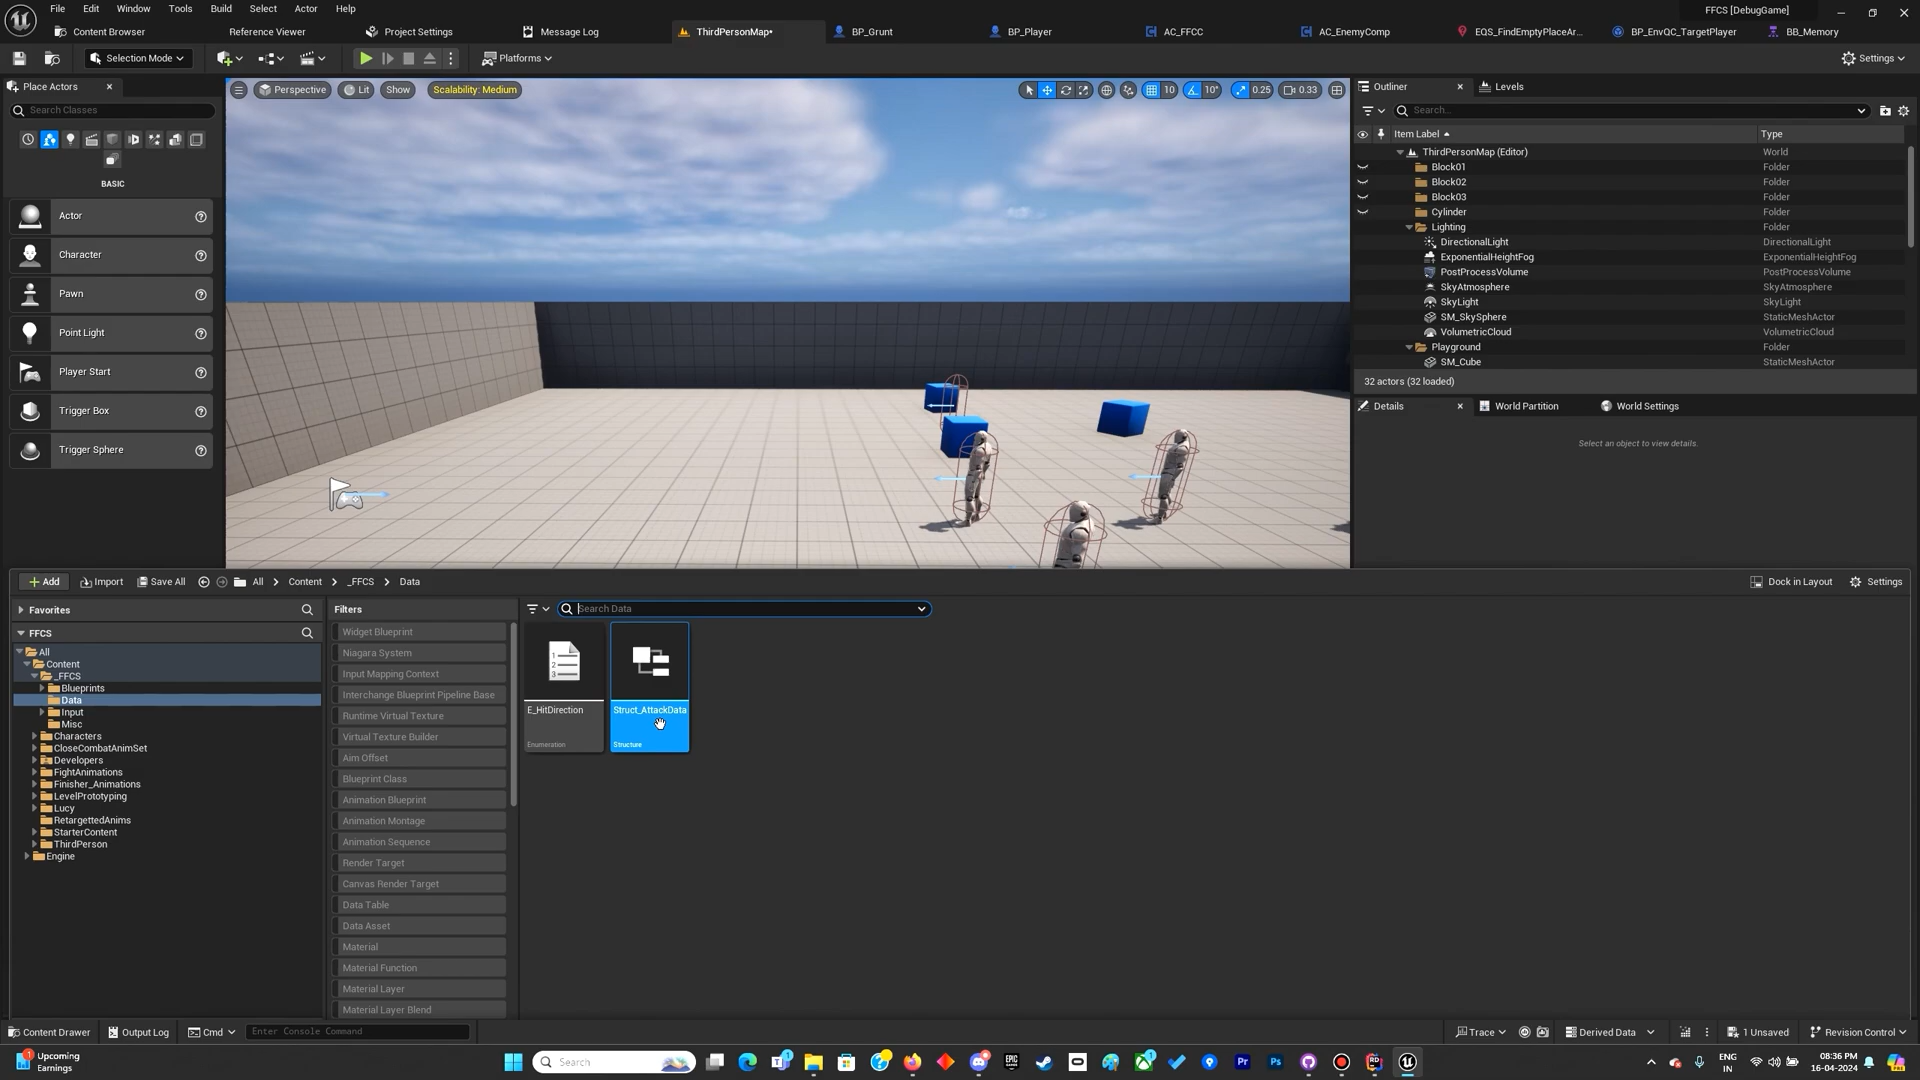 File Edit Window Tools Build Select Actor Help
FFCS [DebugGame]
Content Browser
Reference Viewer
Project Settings
Message Log
ThirdPersonMap•
BP_Grunt
BP_Player
AC_FFCC
AC_EnemyComp
EQS_FindEmptyPlaceAr...
BP_EnvQC_TargetPlayer
BB_Memory
Selection Mode
Platforms
Settings
Place Actors
Search Classes
BASIC
Actor
Character
Pawn
Point Light
Player Start
Trigger Box
Trigger Sphere
Perspective
Lit
Show
Scalability: Medium
10
10°
0.25
0.33
Outliner
Levels
Search...
Item Label
Type
ThirdPersonMap (Editor) World
Block01 Folder
Block02 Folder
Block03 Folder
Cylinder Folder
Lighting Folder
DirectionalLight DirectionalLight
ExponentialHeightFog ExponentialHeightFog
PostProcessVolume PostProcessVolume
SkyAtmosphere SkyAtmosphere
SkyLight SkyLight
SM_SkySphere StaticMeshActor
VolumetricCloud VolumetricCloud
Playground Folder
SM_Cube StaticMeshActor
32 actors (32 loaded)
Details
World Partition
World Settings
Select an object to view details.
Add
Import
Save All
All
Content
_FFCS
Data
Dock in Layout
Settings
Favorites
FFCS
All
Content
_FFCS
Blueprints
Data
Input
Misc
Characters
CloseCombatAnimSet
Developers
FightAnimations
Finisher_Animations
LevelPrototyping
Lucy
RetargettedAnims
StarterContent
ThirdPerson
Engine
Filters
Widget Blueprint
Niagara System
Input Mapping Context
Interchange Blueprint Pipeline Base
Runtime Virtual Texture
Virtual Texture Builder
Aim Offset
Blueprint Class
Animation Blueprint
Animation Montage
Animation Sequence
Render Target
Canvas Render Target
Data Table
Data Asset
Material
Material Function
Material Layer
Material Layer Blend
Search Data
E_HitDirection
Enumeration
Struct_AttackData
Structure
Content Drawer
Output Log
Cmd
Enter Console Command
Trace
Derived Data
1 Unsaved
Revision Control
Upcoming
Earnings
Search
ENG
IN
08:36 PM
16-04-2024